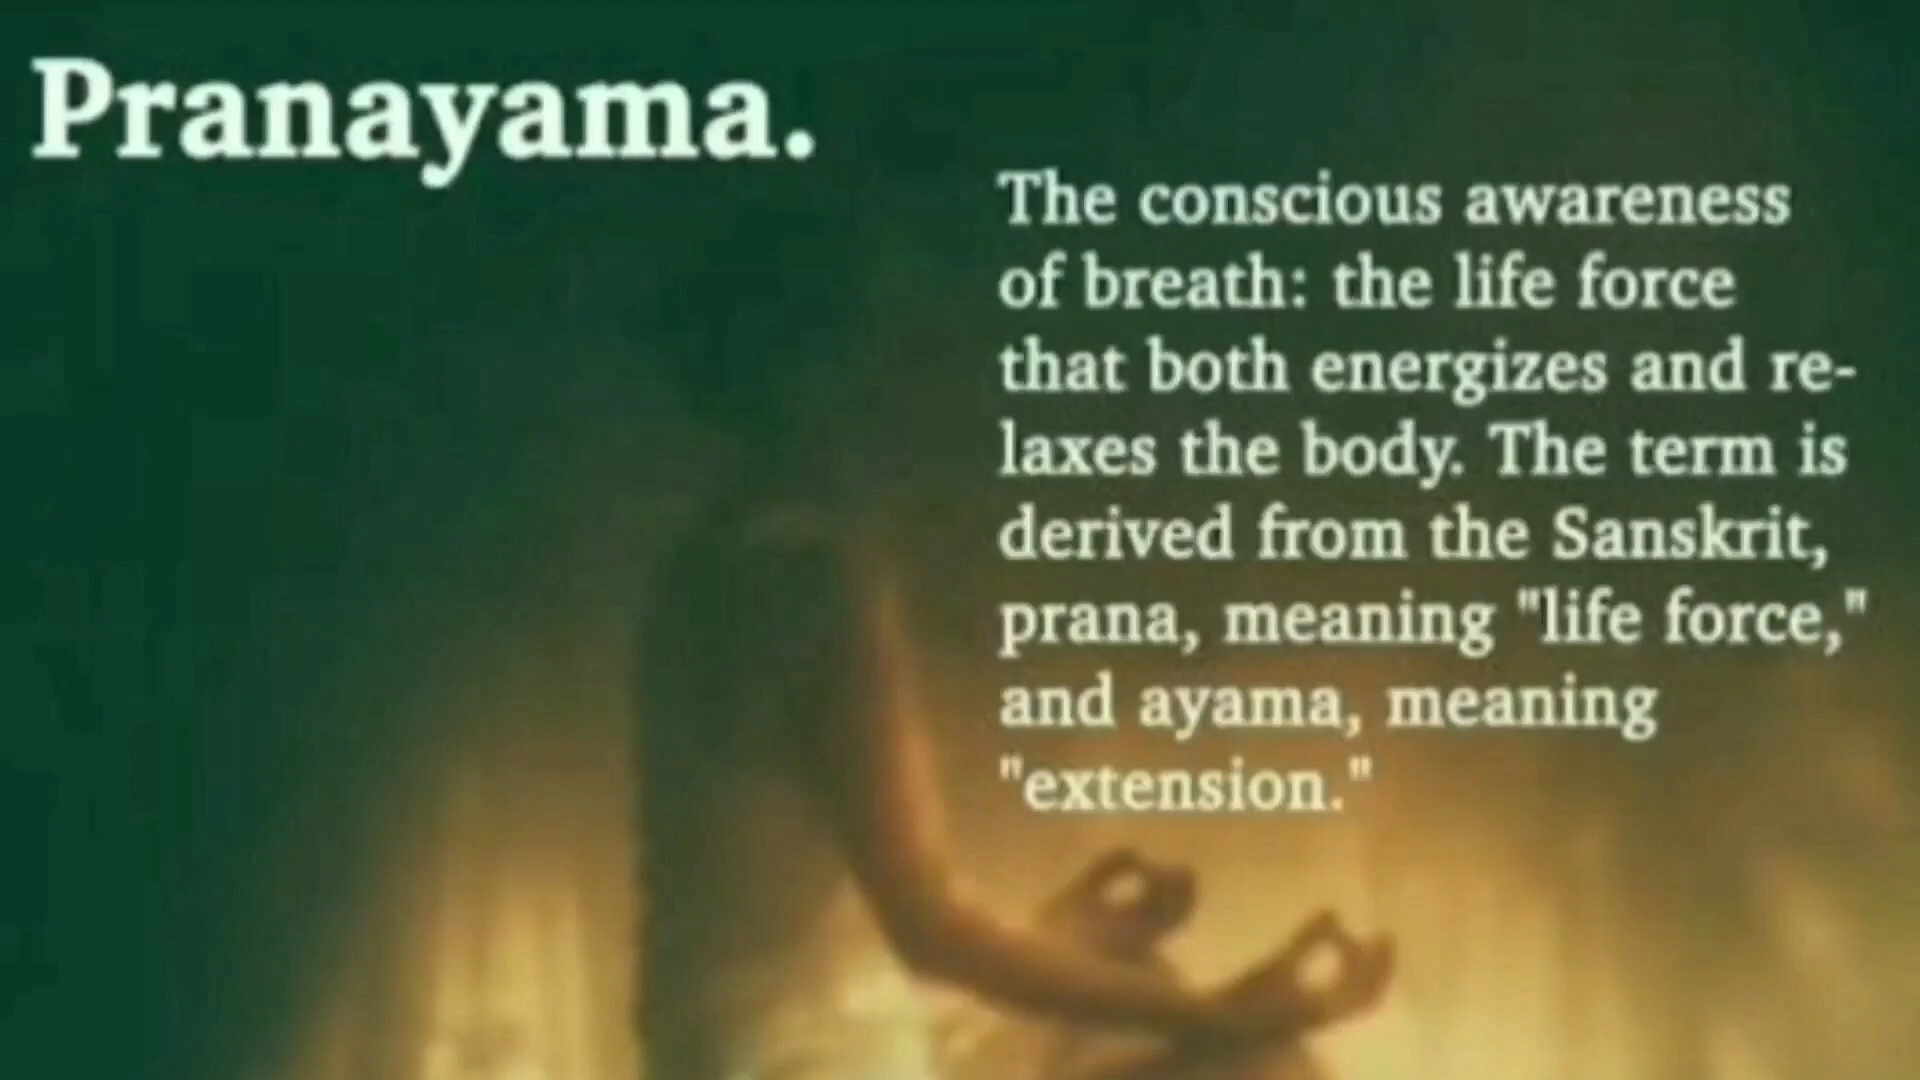 Pranayama.
The conscious awareness
of breath: the life force
that both energizes and re-
laxes the body. The term is
derived from the Sanskrit,
prana, meaning "life force,"
and ayama, meaning
"extension."